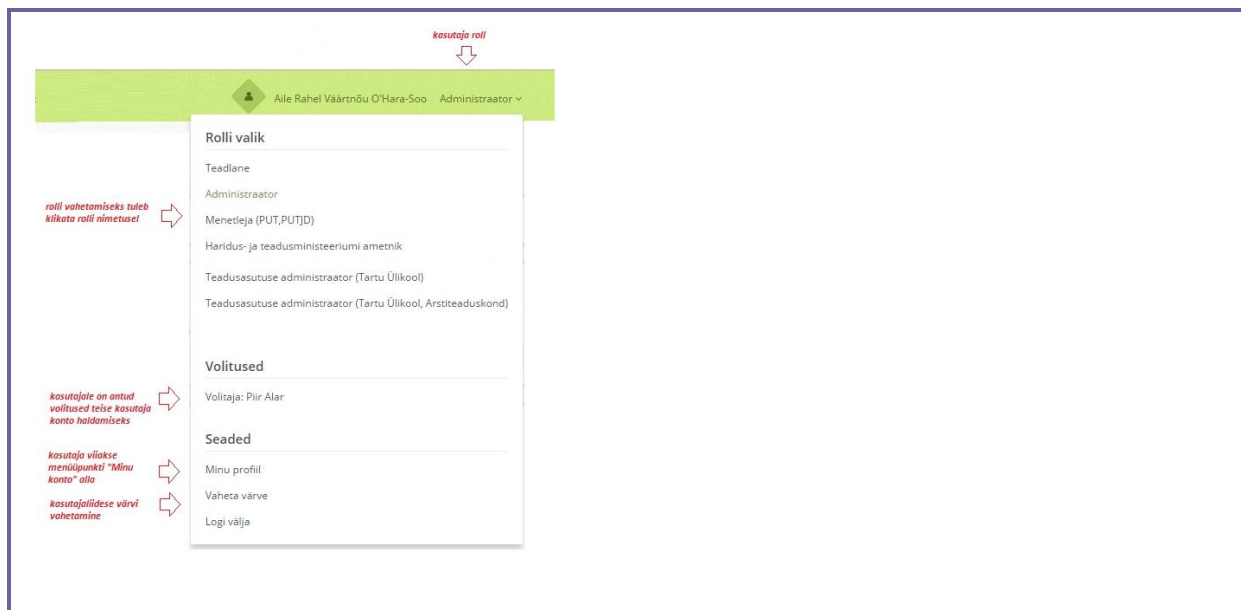 kasutaja roll
Aile Rahel Väärtnõu O'Hara-Soo Administraator
Rolli valik
Teadlane
Administraator
rolli vahetamiseks tuleb
klikata rolli nimetusel
Menetleja (PUT,PUTJD)
Haridus- ja teadusministeeriumi ametnik
Teadusasutuse administraator (Tartu Ülikool)
Teadusasutuse administraator (Tartu Ülikool, Arstiteaduskond)
Volitused
kasutajale on antud
volitused teise kasutaja
konto haldamiseks
Volitaja: Piir Alar
Seaded
kasutaja viiakse
menüüpunkti "Minu
konto" alla
Minu profiil
kasutajaliidese värvi
vahetamine
Vaheta värve
Logi välja